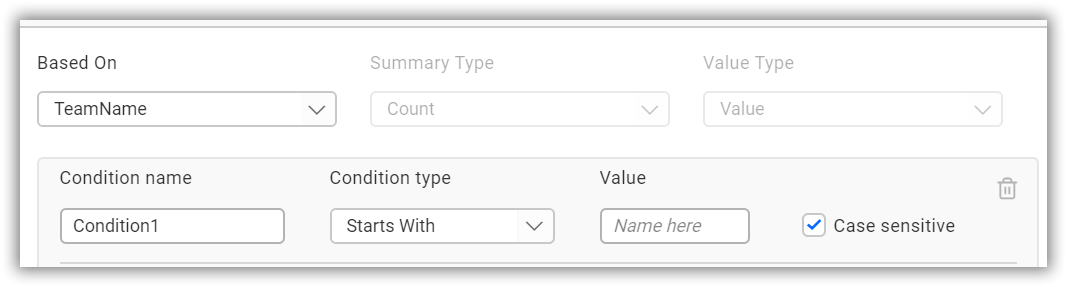 Based On Summary Type Value Type
TeamName Count Value
Condition name Condition type Value
Condition1 Starts With Name here Case sensitive